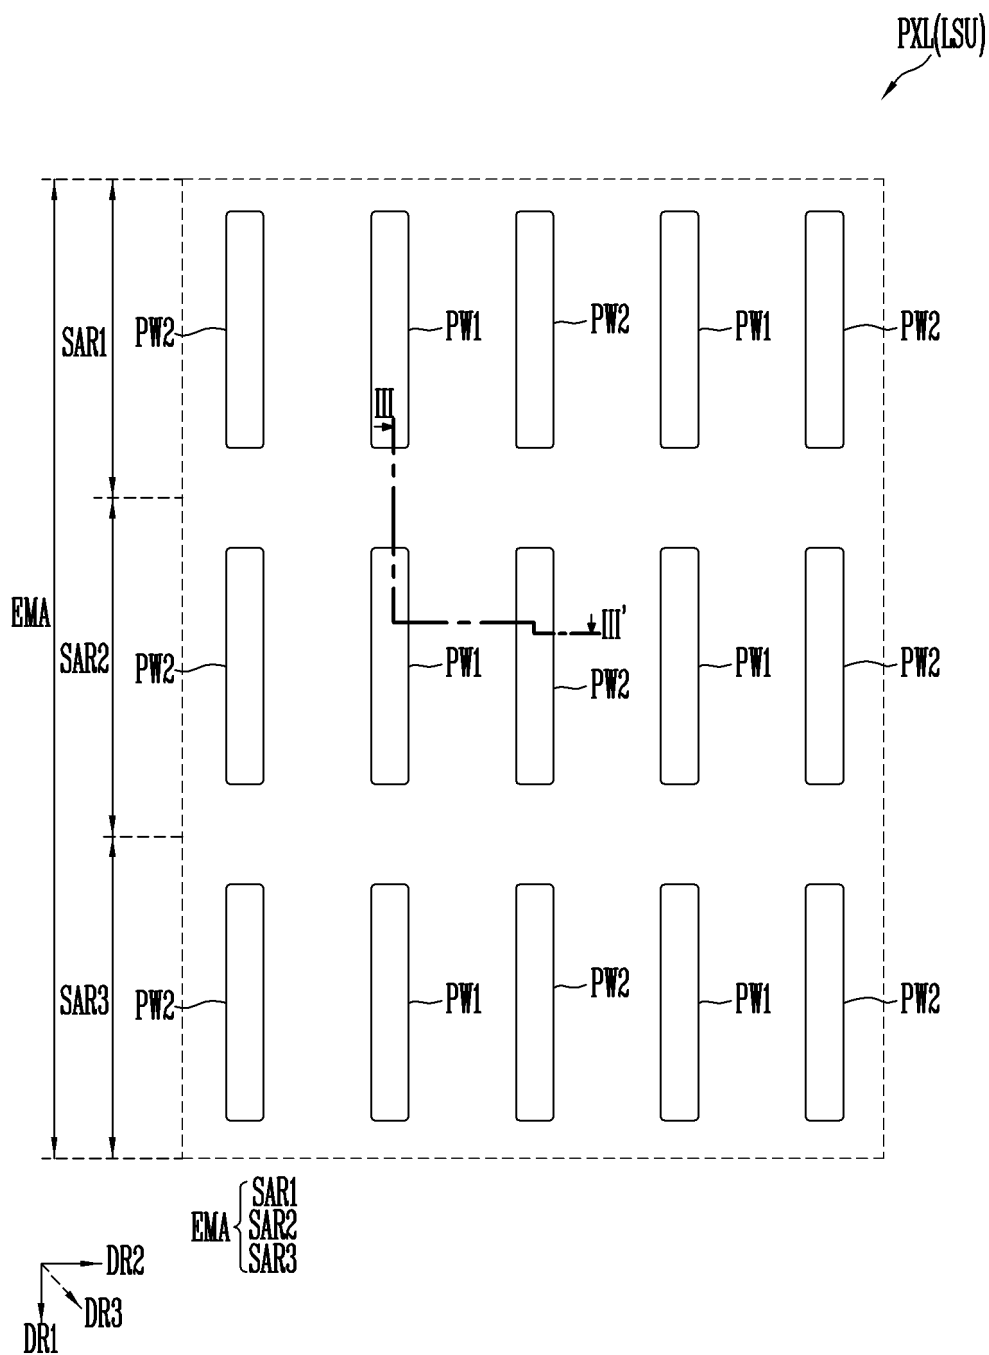 PXL(LSU)
SAR1
PW2
PW1
PW2
PW1
PW2
III
EMA
III'
SAR2
PW2
PW1
PW2
PW1
PW2
SAR3
PW2
PW1
PW2
PW1
PW2
EMA
SAR1
SAR2
SAR3
DR2
DR3
DR1